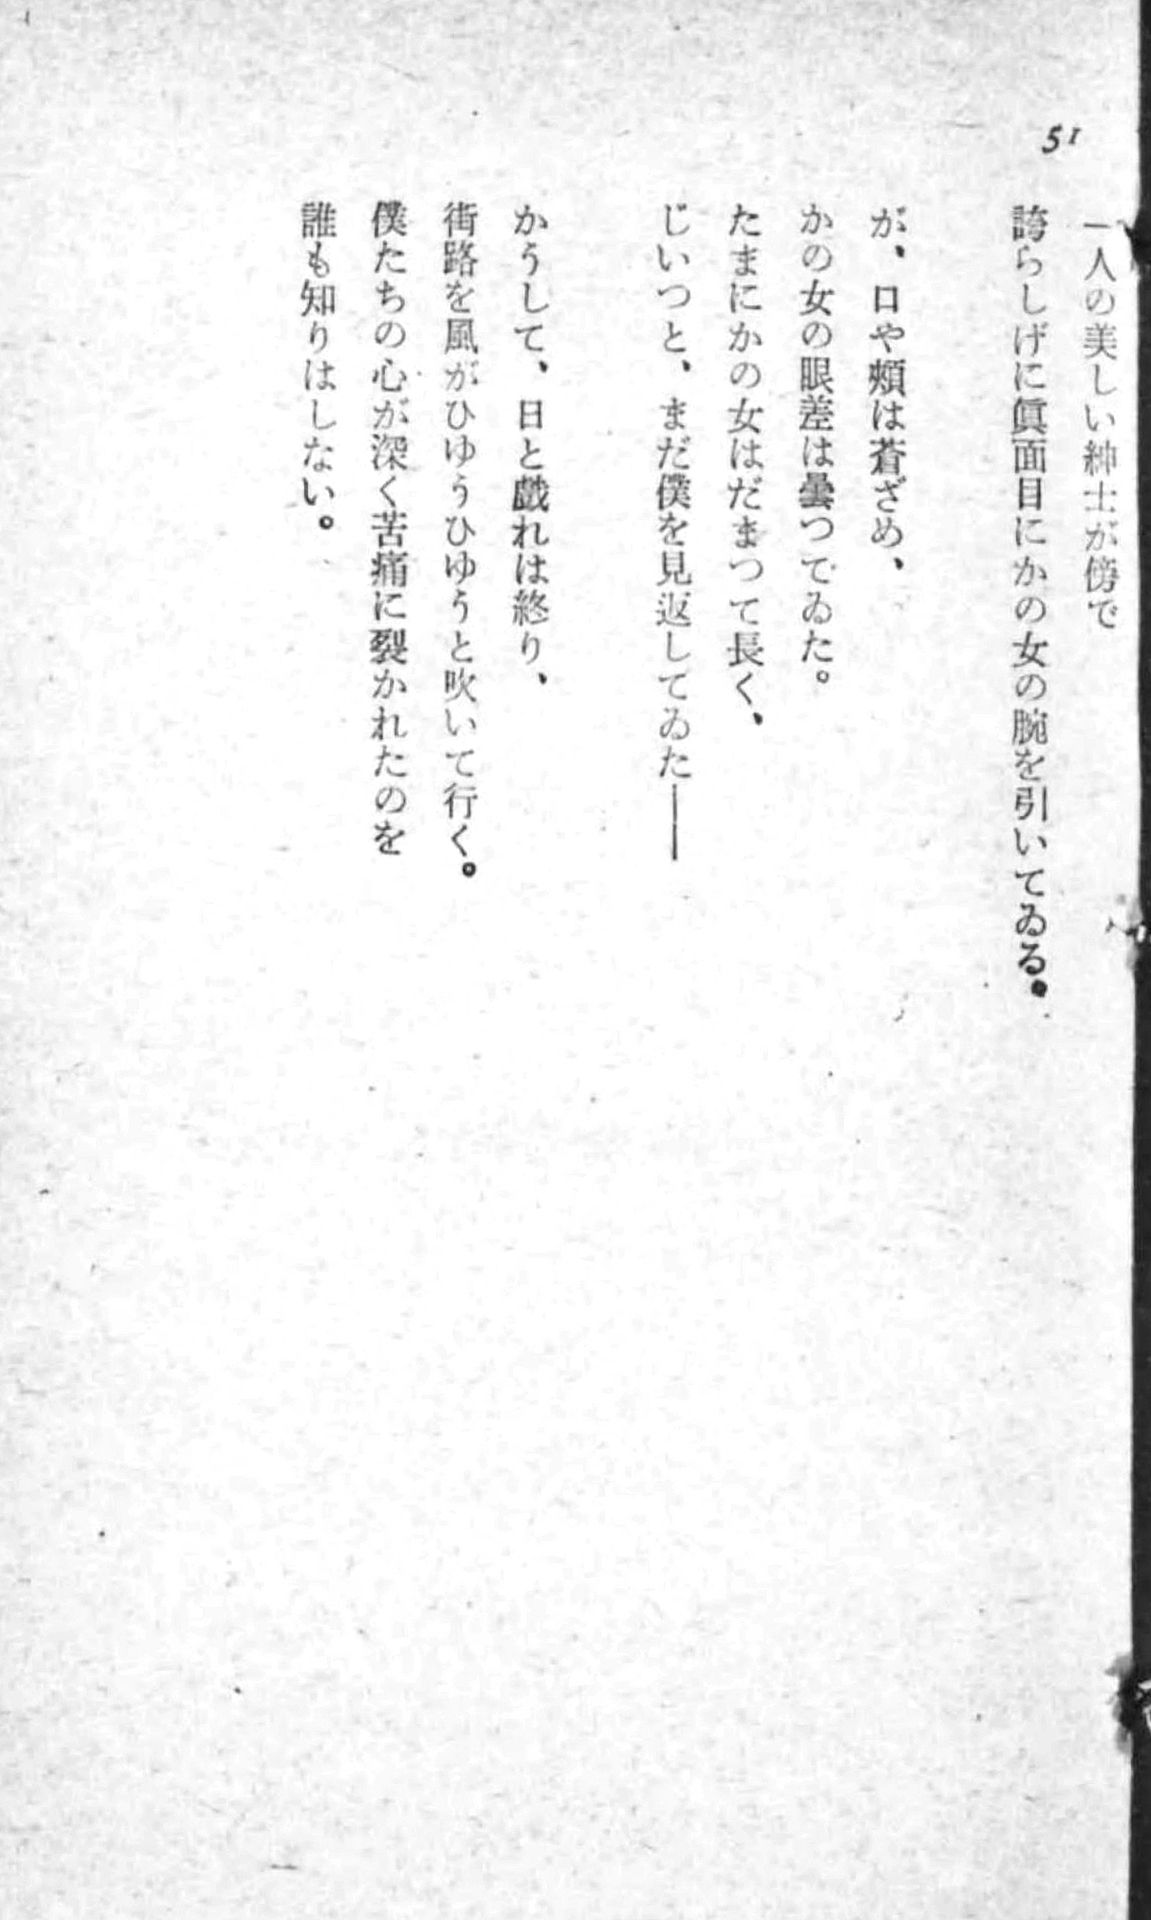 51
一人の美しい紳士が傍で
誇らしげに眞面目にかの女の腕を引いてゐる。
が、口や頰は蒼ざめ、
かの女の眼差は曇つてゐた。
たまにかの女はだまつて長く、
じいつと、まだ僕を見返してゐた——
かうして、日と戯れは終り、
街路を風がひゆうひゆうと吹いて行く。
僕たちの心が深く苦痛に裂かれたのを
誰も知りはしない。